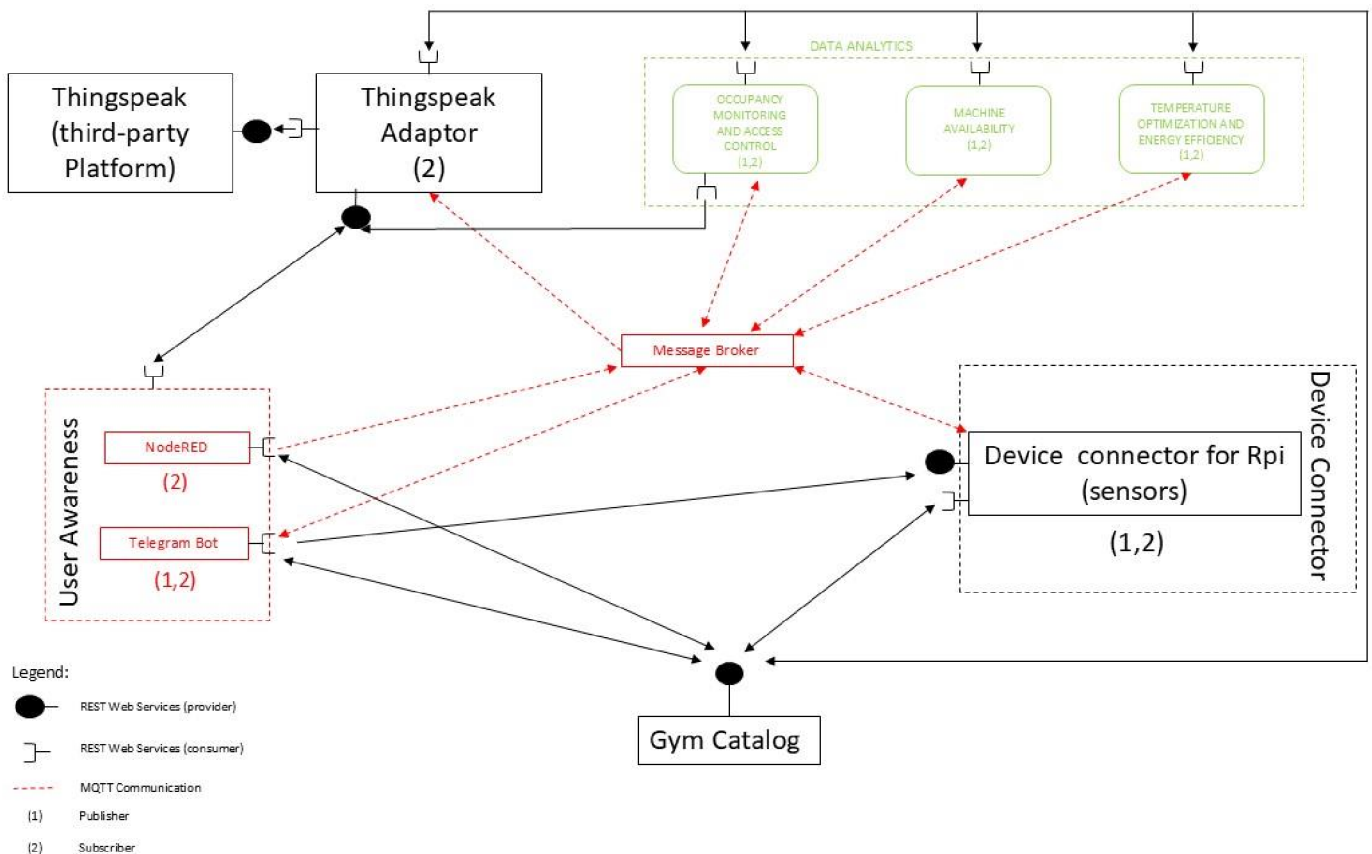 DATA ANALYTICS
Thingspeak
(third-party
Platform)
Thingspeak
Adaptor
(2)
OCCUPANCY
MONITORING
AND ACCESS
CONTROL
(1,2)
MACHINE
AVAILABILITY
(1,2)
TEMPERATURE
OPTIMIZATION AND
ENERGY EFFICIENCY
(1,2)
Message Broker
User Awareness
NodeRED
(2)
Telegram Bot
(1,2)
Device connector for Rpi
(sensors)
(1,2)
Device Connector
Gym Catalog
Legend:
REST Web Services (provider)
REST Web Services (consumer)
MQTT Communication
(1) Publisher
(2) Subscriber